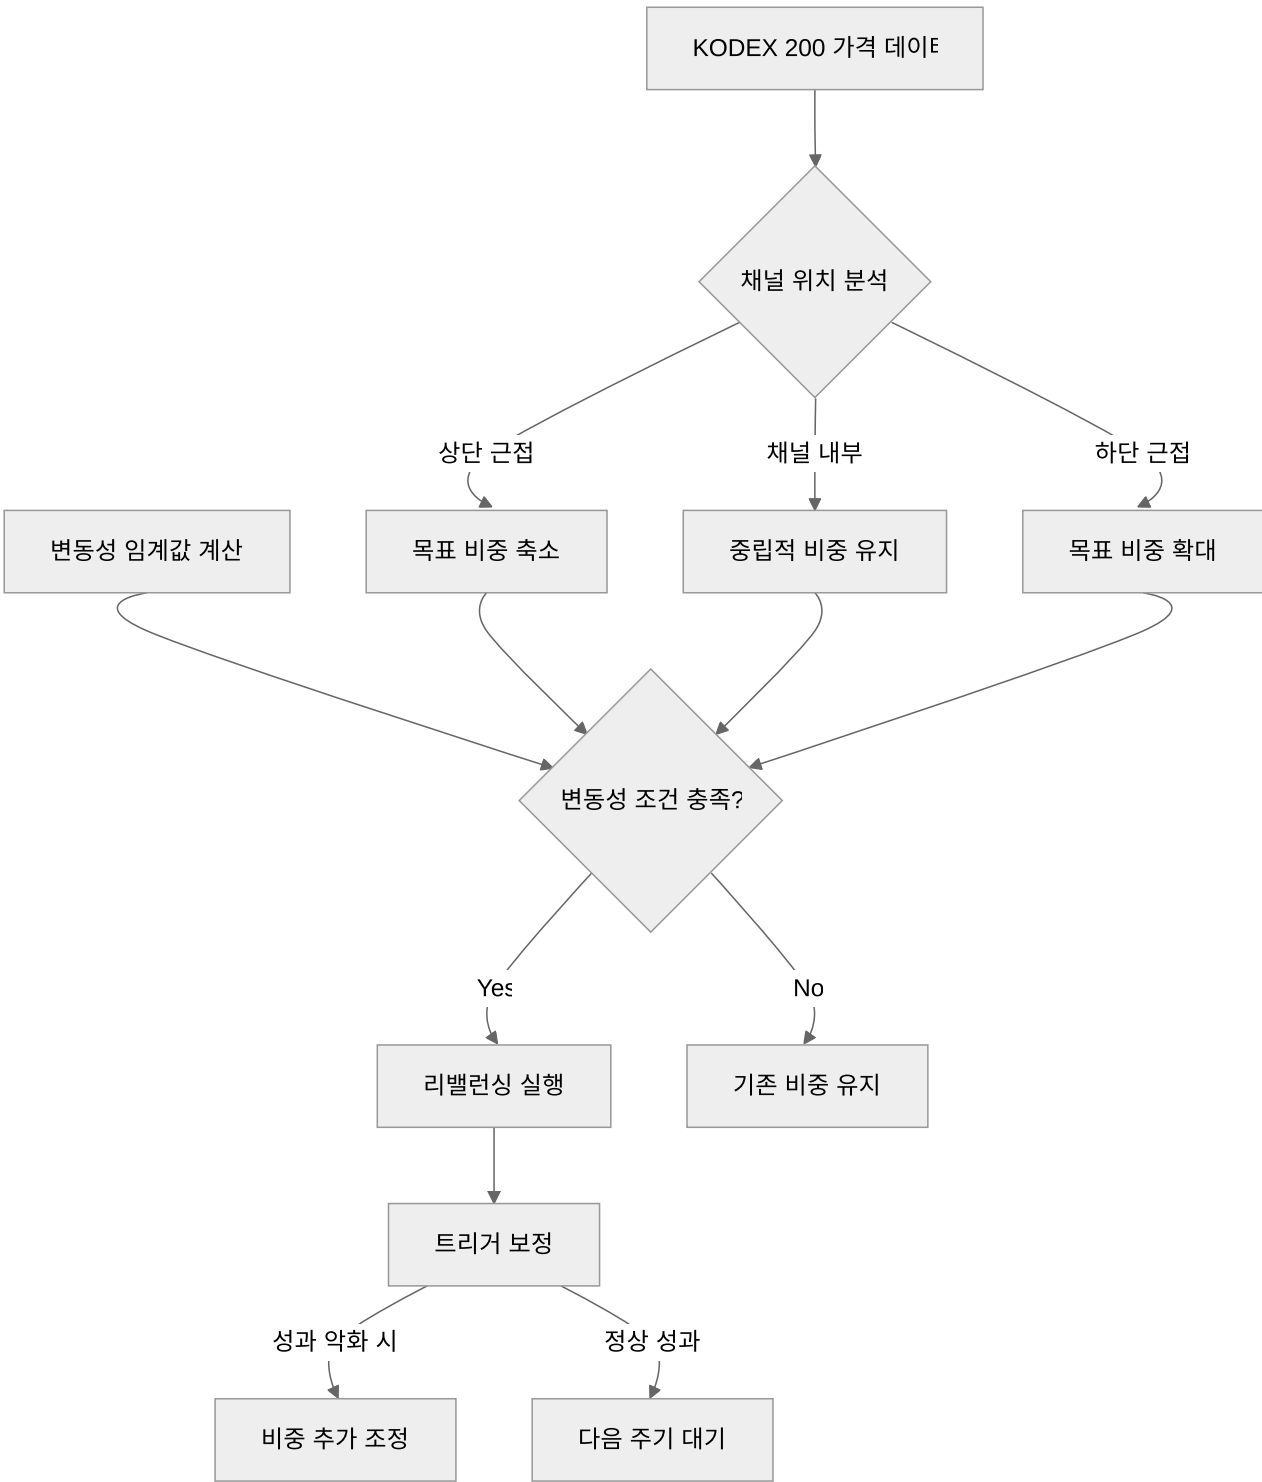 KODEX 200 가격 데이터
채널 위치 분석
상단 근접
채널 내부
하단 근접
변동성 임계값 계산
목표 비중 축소
중립적 비중 유지
목표 비중 확대
변동성 조건 충족?
Yes
No
리밸런싱 실행
기존 비중 유지
트리거 보정
성과 악화 시
정상 성과
비중 추가 조정
다음 주기 대기